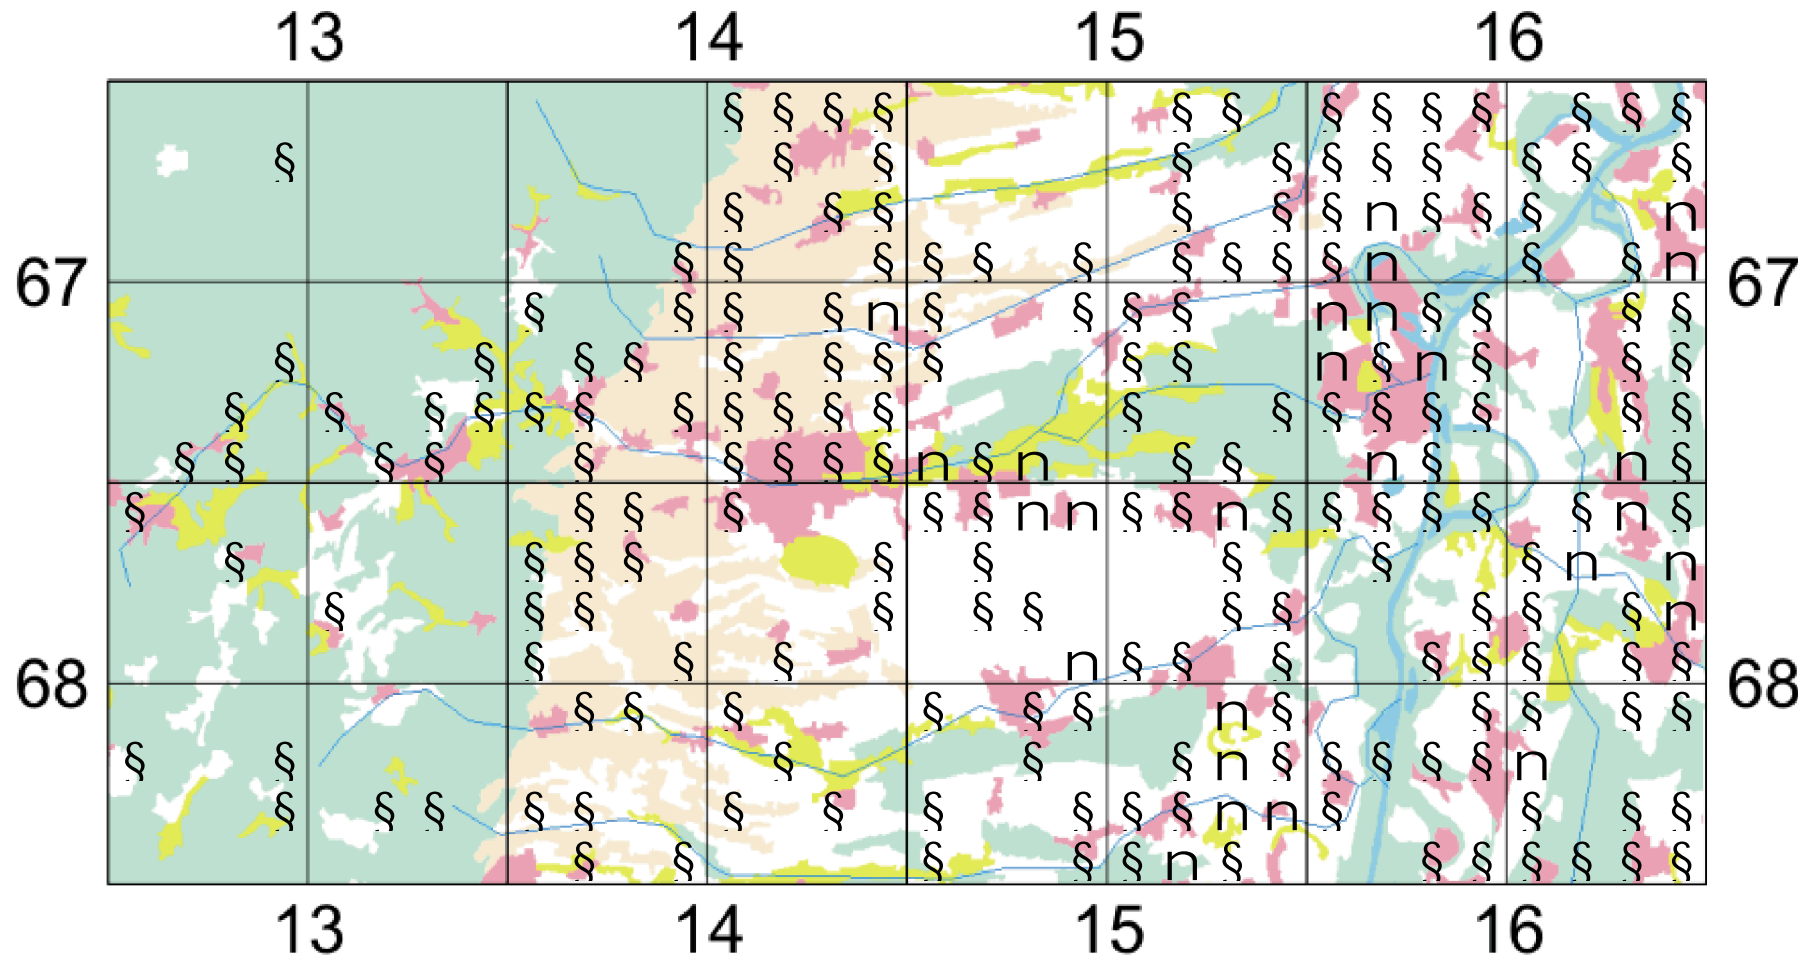 13 14 15 16
§ § § § § § § § § § § § §
§ § § § § § § § § § §
§ § § § § § n § § § n
§ § § § § § § § § § n § § n
67 67
§ § § § n § § § § n n § § § §
§ § § § § § § § § § n § n § § §
§ § § § § § § § § § § § § § § § § § §
§ § § § § § § § § n § n § § n § n §
§ § § § § § n n § § n § § § § § § n §
§ § § § § § § § § n n
§ § § § § § § § § § § n
§ § § n § § § § § § § §
68 68
§ § § § § § n § § § § §
§ § § § § n § § § § § n
§ § § § § § § § § § § n n § § § §
§ § § § § n § § § § § § §
13 14 15 16